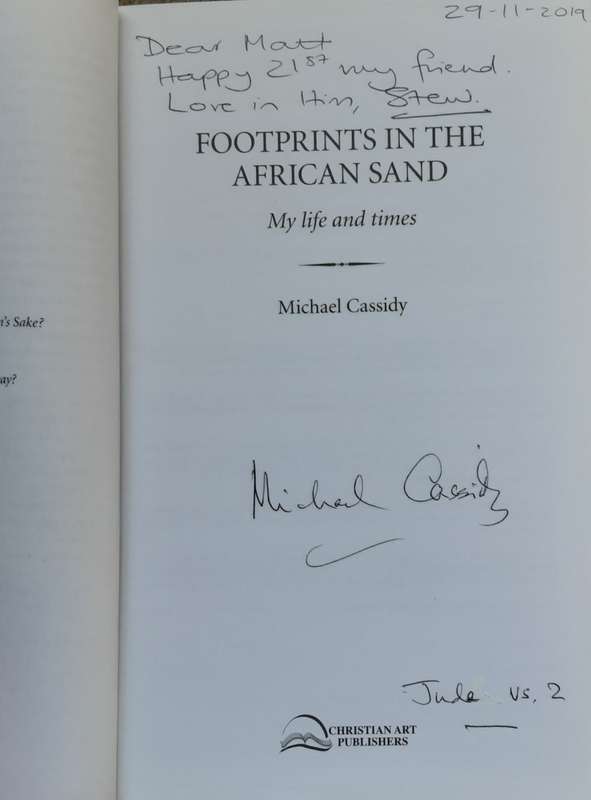 29-11-2019
Dear Matt
Happy 21st my friend.
Love in Him, Stew.
FOOTPRINTS IN THE
AFRICAN SAND
My life and times
Michael Cassidy
n's Sake?
ay?
Michael Cassidy
Jude vs. 2
CHRISTIAN ART
PUBLISHERS